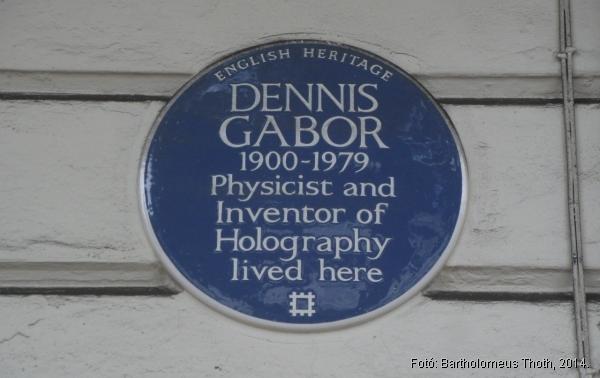 ENGLISH HERITAGE
DENNIS
GABOR
1900-1979
Physicist and
Inventor of
Holography
lived here
Fotó: Bartholomeus Thoth, 2014.